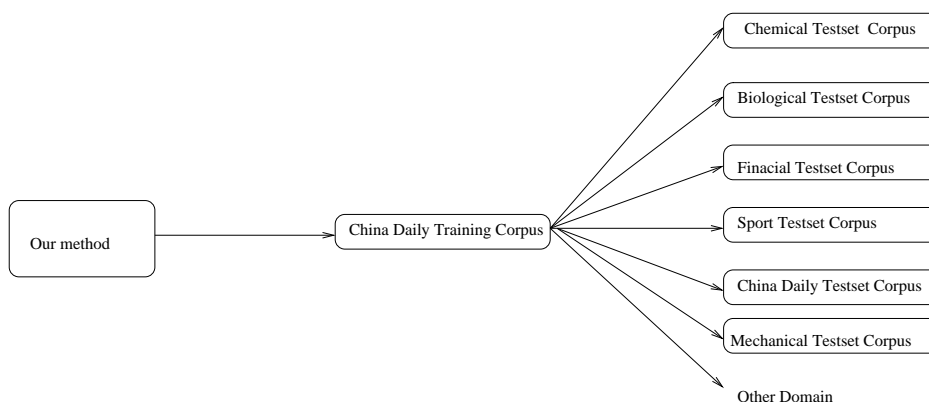 Our method
China Daily Training Corpus
Chemical Testset Corpus
Biological Testset Corpus
Finacial Testset Corpus
Sport Testset Corpus
China Daily Testset Corpus
Mechanical Testset Corpus
Other Domain